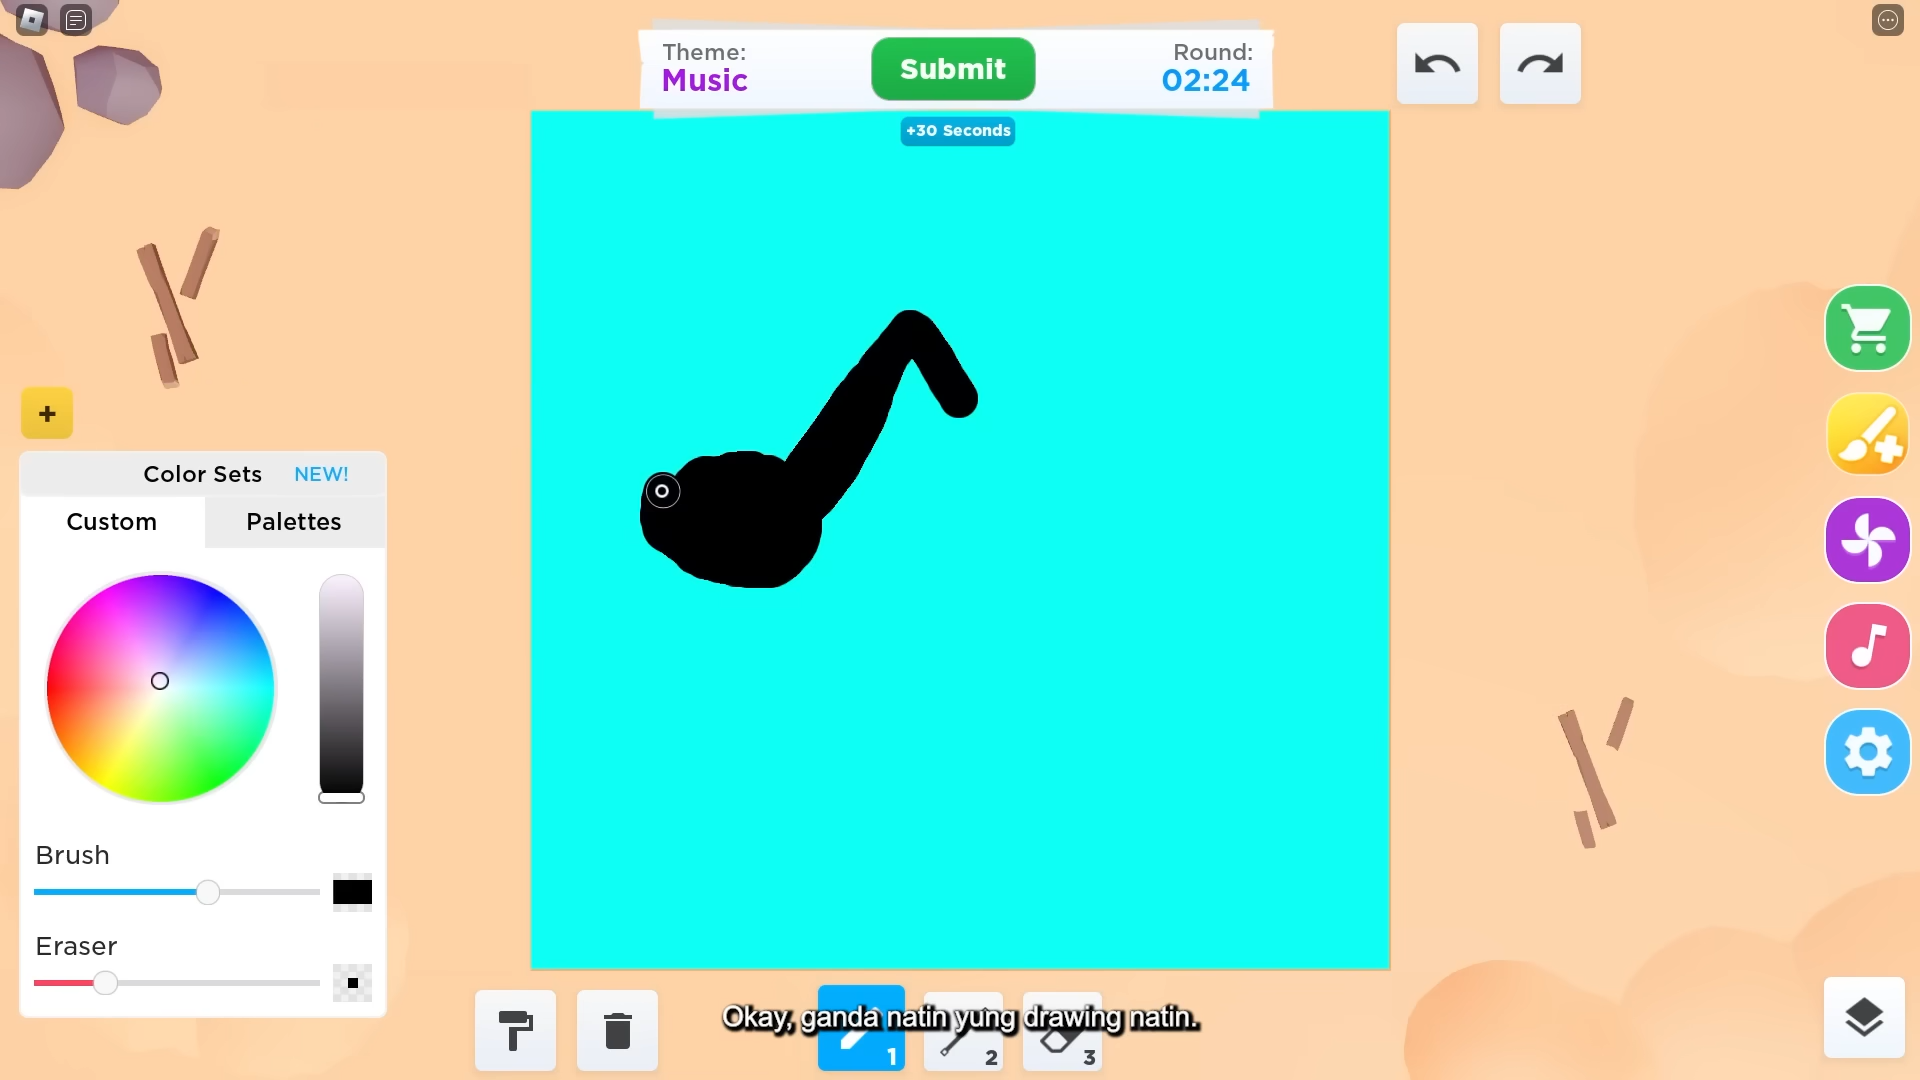 Theme:
Music
Submit
Round:
02:24
+30 Seconds
+
Color Sets NEW!
Custom
Palettes
Brush
Eraser
Okay, ganda natin yung drawing natin.
1
2
3